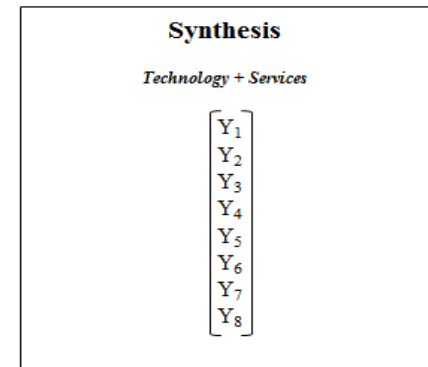 Synthesis
Technology + Services
Y₁
Y₂
Y₃
Y₄
Y₅
Y₆
Y₇
Y₈